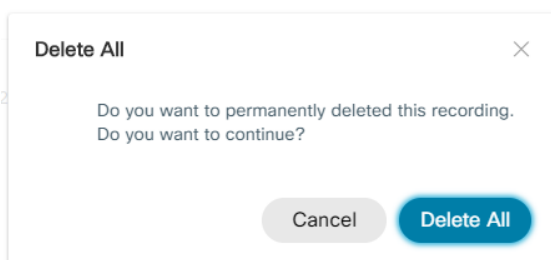 Delete All
Do you want to permanently deleted this recording.
Do you want to continue?
Cancel Delete All